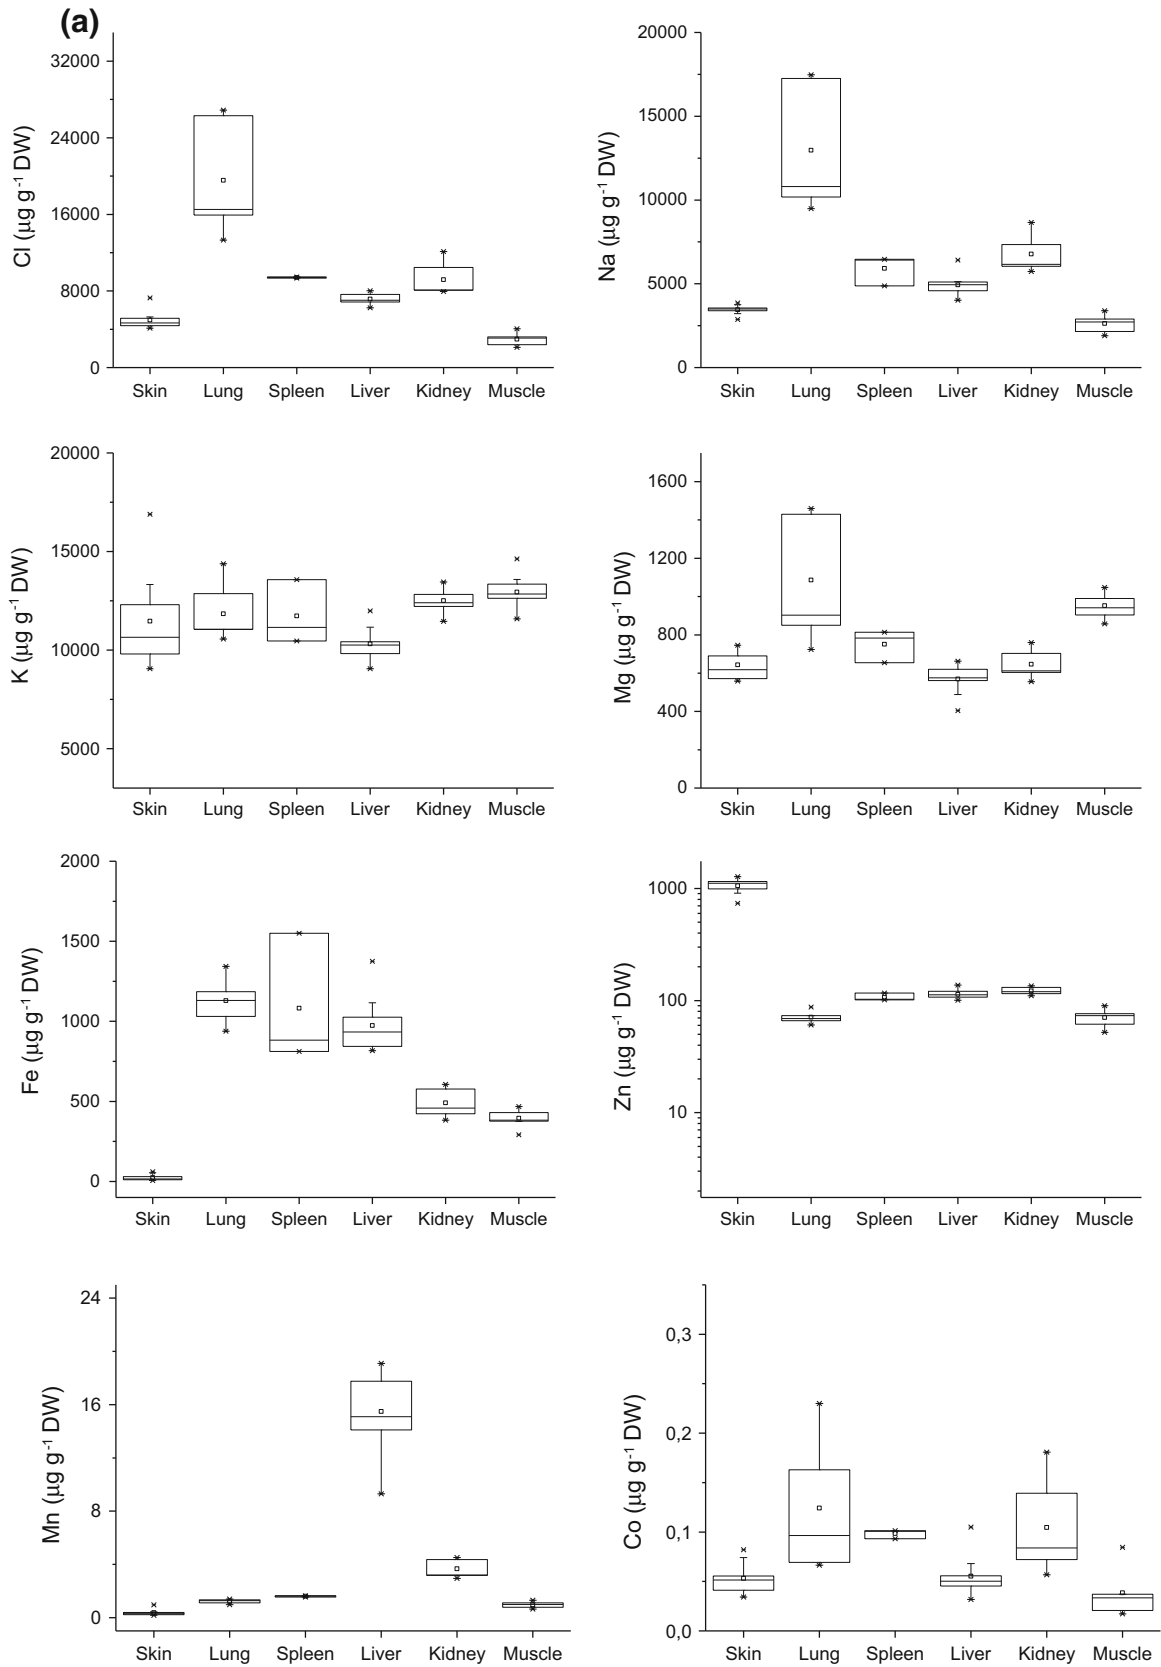 (a)
Cl (µg g-1 DW)
32000
24000
16000
8000
0
Skin Lung Spleen Liver Kidney Muscle
Na (µg g-1 DW)
20000
15000
10000
5000
0
Skin Lung Spleen Liver Kidney Muscle
K (µg g-1 DW)
20000
15000
10000
5000
Skin Lung Spleen Liver Kidney Muscle
Mg (µg g-1 DW)
1600
1200
800
400
0
Skin Lung Spleen Liver Kidney Muscle
Fe (µg g-1 DW)
2000
1500
1000
500
0
Skin Lung Spleen Liver Kidney Muscle
Zn (µg g-1 DW)
1000
100
10
Skin Lung Spleen Liver Kidney Muscle
Mn (µg g-1 DW)
24
16
8
0
Skin Lung Spleen Liver Kidney Muscle
Co (µg g-1 DW)
0,3
0,2
0,1
0,0
Skin Lung Spleen Liver Kidney Muscle